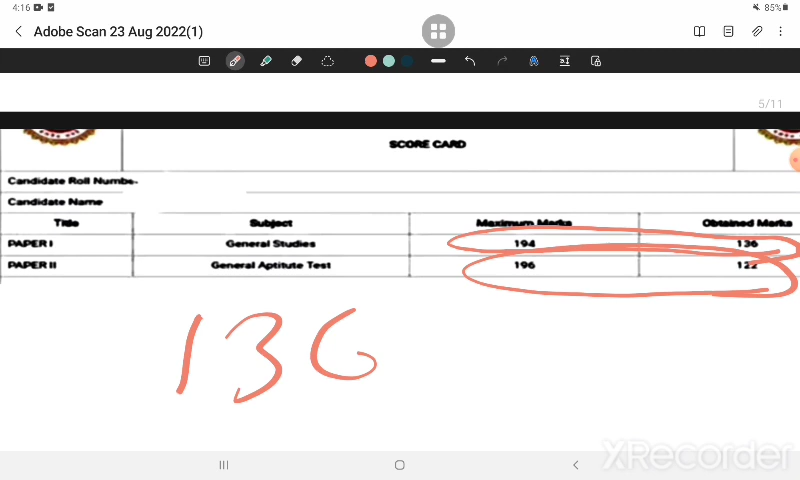 4:16 85%
Adobe Scan 23 Aug 2022(1)
5/11
SCORE CARD
Candidate Roll Numbe
Candidate Name
Title Subject Maximum Marks Obtained Marks
PAPER I General Studies 194 136
PAPER II General Aptitute Test 196 122
136
XRecorder